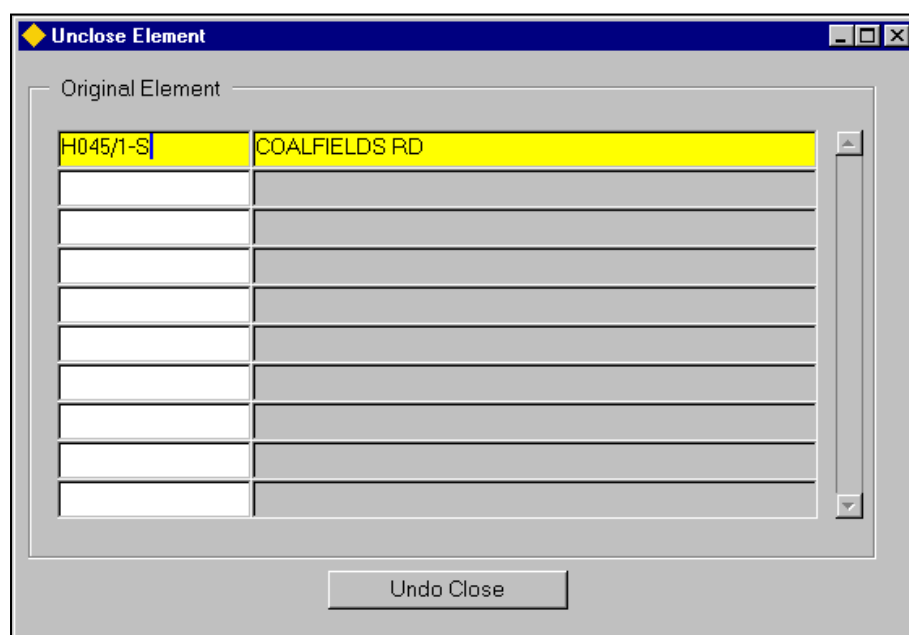 Unclose Element
Original Element
H045/1-S COALFIELDS RD
Undo Close